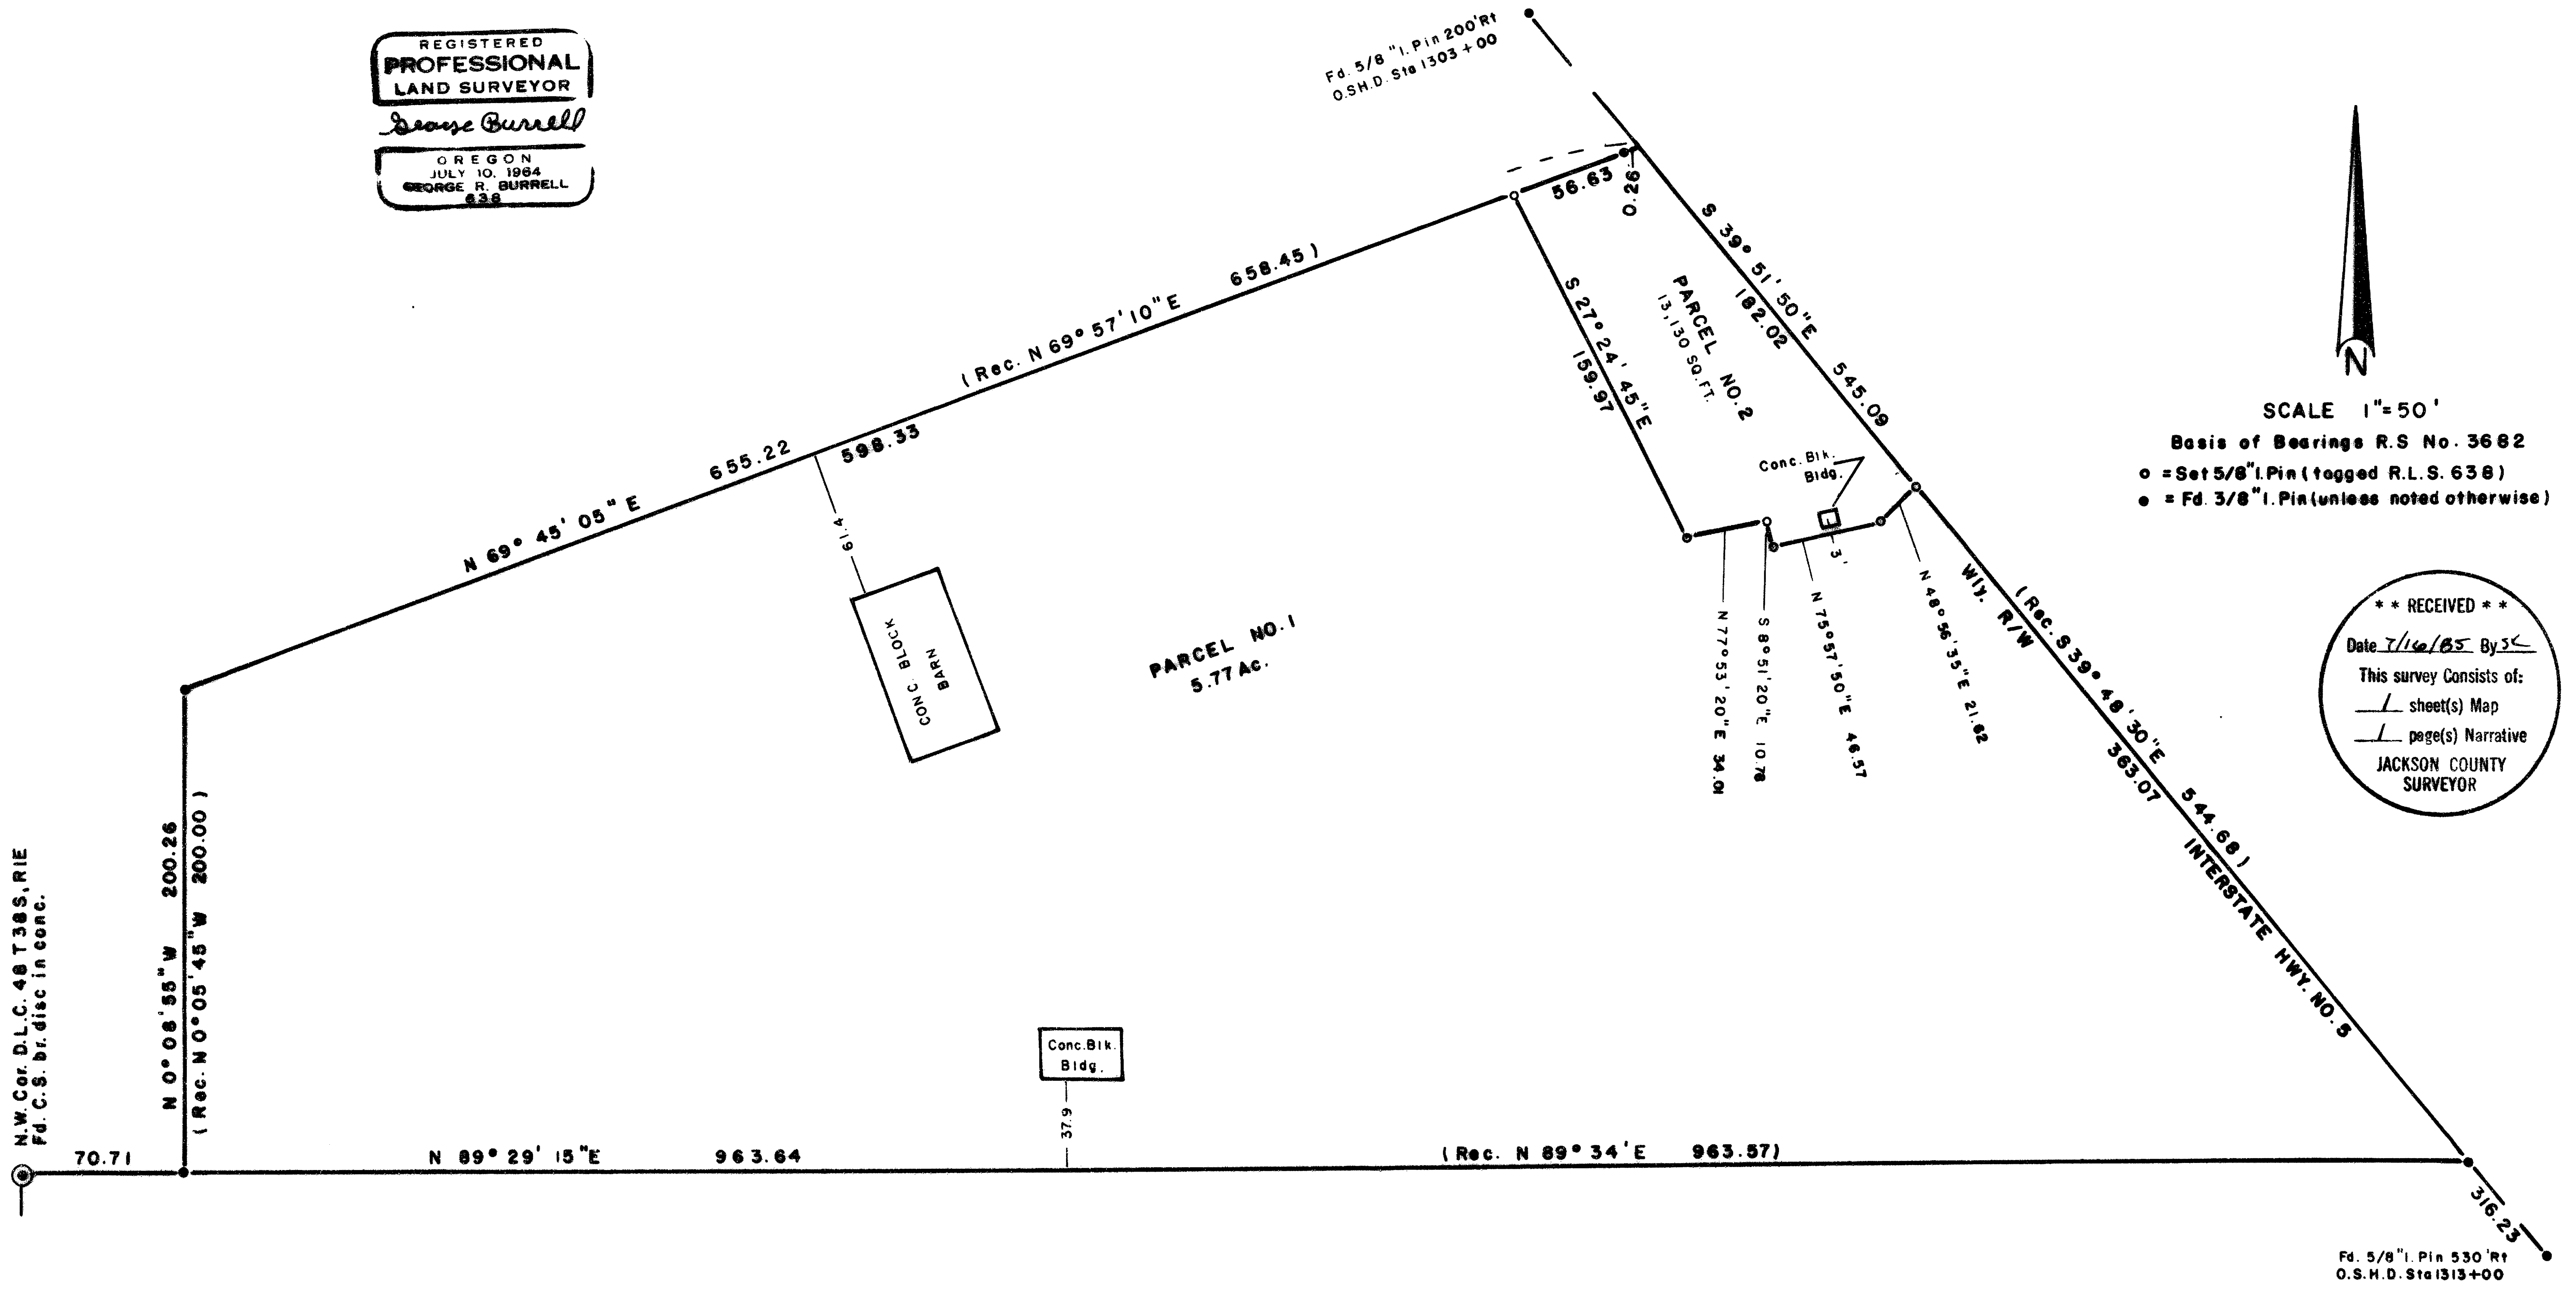 REGISTERED
PROFESSIONAL
LAND SURVEYOR
George Burrell
OREGON
JULY 10, 1964
GEORGE R. BURRELL
638
Fd. 5/8 "I. Pin 200'Rt
O.S.H.D. Sta 1303 + 00
56.63
0.26
S 39° 51' 50"E
182.02
545.09
(Rec. N 69° 57' 10" E 658.45)
N 69° 45' 05" E 655.22
598.33
S 27° 24' 45"E
159.97
PARCEL NO. 2
13,130 SQ. FT.
Conc. Blk.
Bldg.
3'
61.4
CONC. BLOCK
BARN
PARCEL NO. 1
5.77 Ac.
N 77° 53' 20" E 34.01
S 8° 51' 20" E 10.78
N 75° 57' 50" E 46.57
N 48° 56' 35" E 21.62
Wly. R/W
(Rec. S 39° 48' 30"E 544.68)
363.07
INTERSTATE HWY. NO. 5
N
SCALE 1"= 50'
Basis of Bearings R.S No. 3682
= Set 5/8" I. Pin (tagged R.L.S. 638)
= Fd. 3/8" I. Pin (unless noted otherwise)
* * RECEIVED * *
Date 7/16/85 By SK
This survey Consists of:
1 sheet(s) Map
1 page(s) Narrative
JACKSON COUNTY
SURVEYOR
N.W. Cor. D.L.C. 48 T38S, R1E
Fd. C.S. br. disc in conc.
N 0° 08' 55" W 200.26
(Rec. N 0° 05' 45" W 200.00)
Conc. Blk.
Bldg.
37.9
70.71
N 89° 29' 15"E 963.64
(Rec. N 89° 34' E 963.57)
316.23
Fd. 5/8 "I. Pin 530 'Rt
O.S.H.D. Sta 1313+00